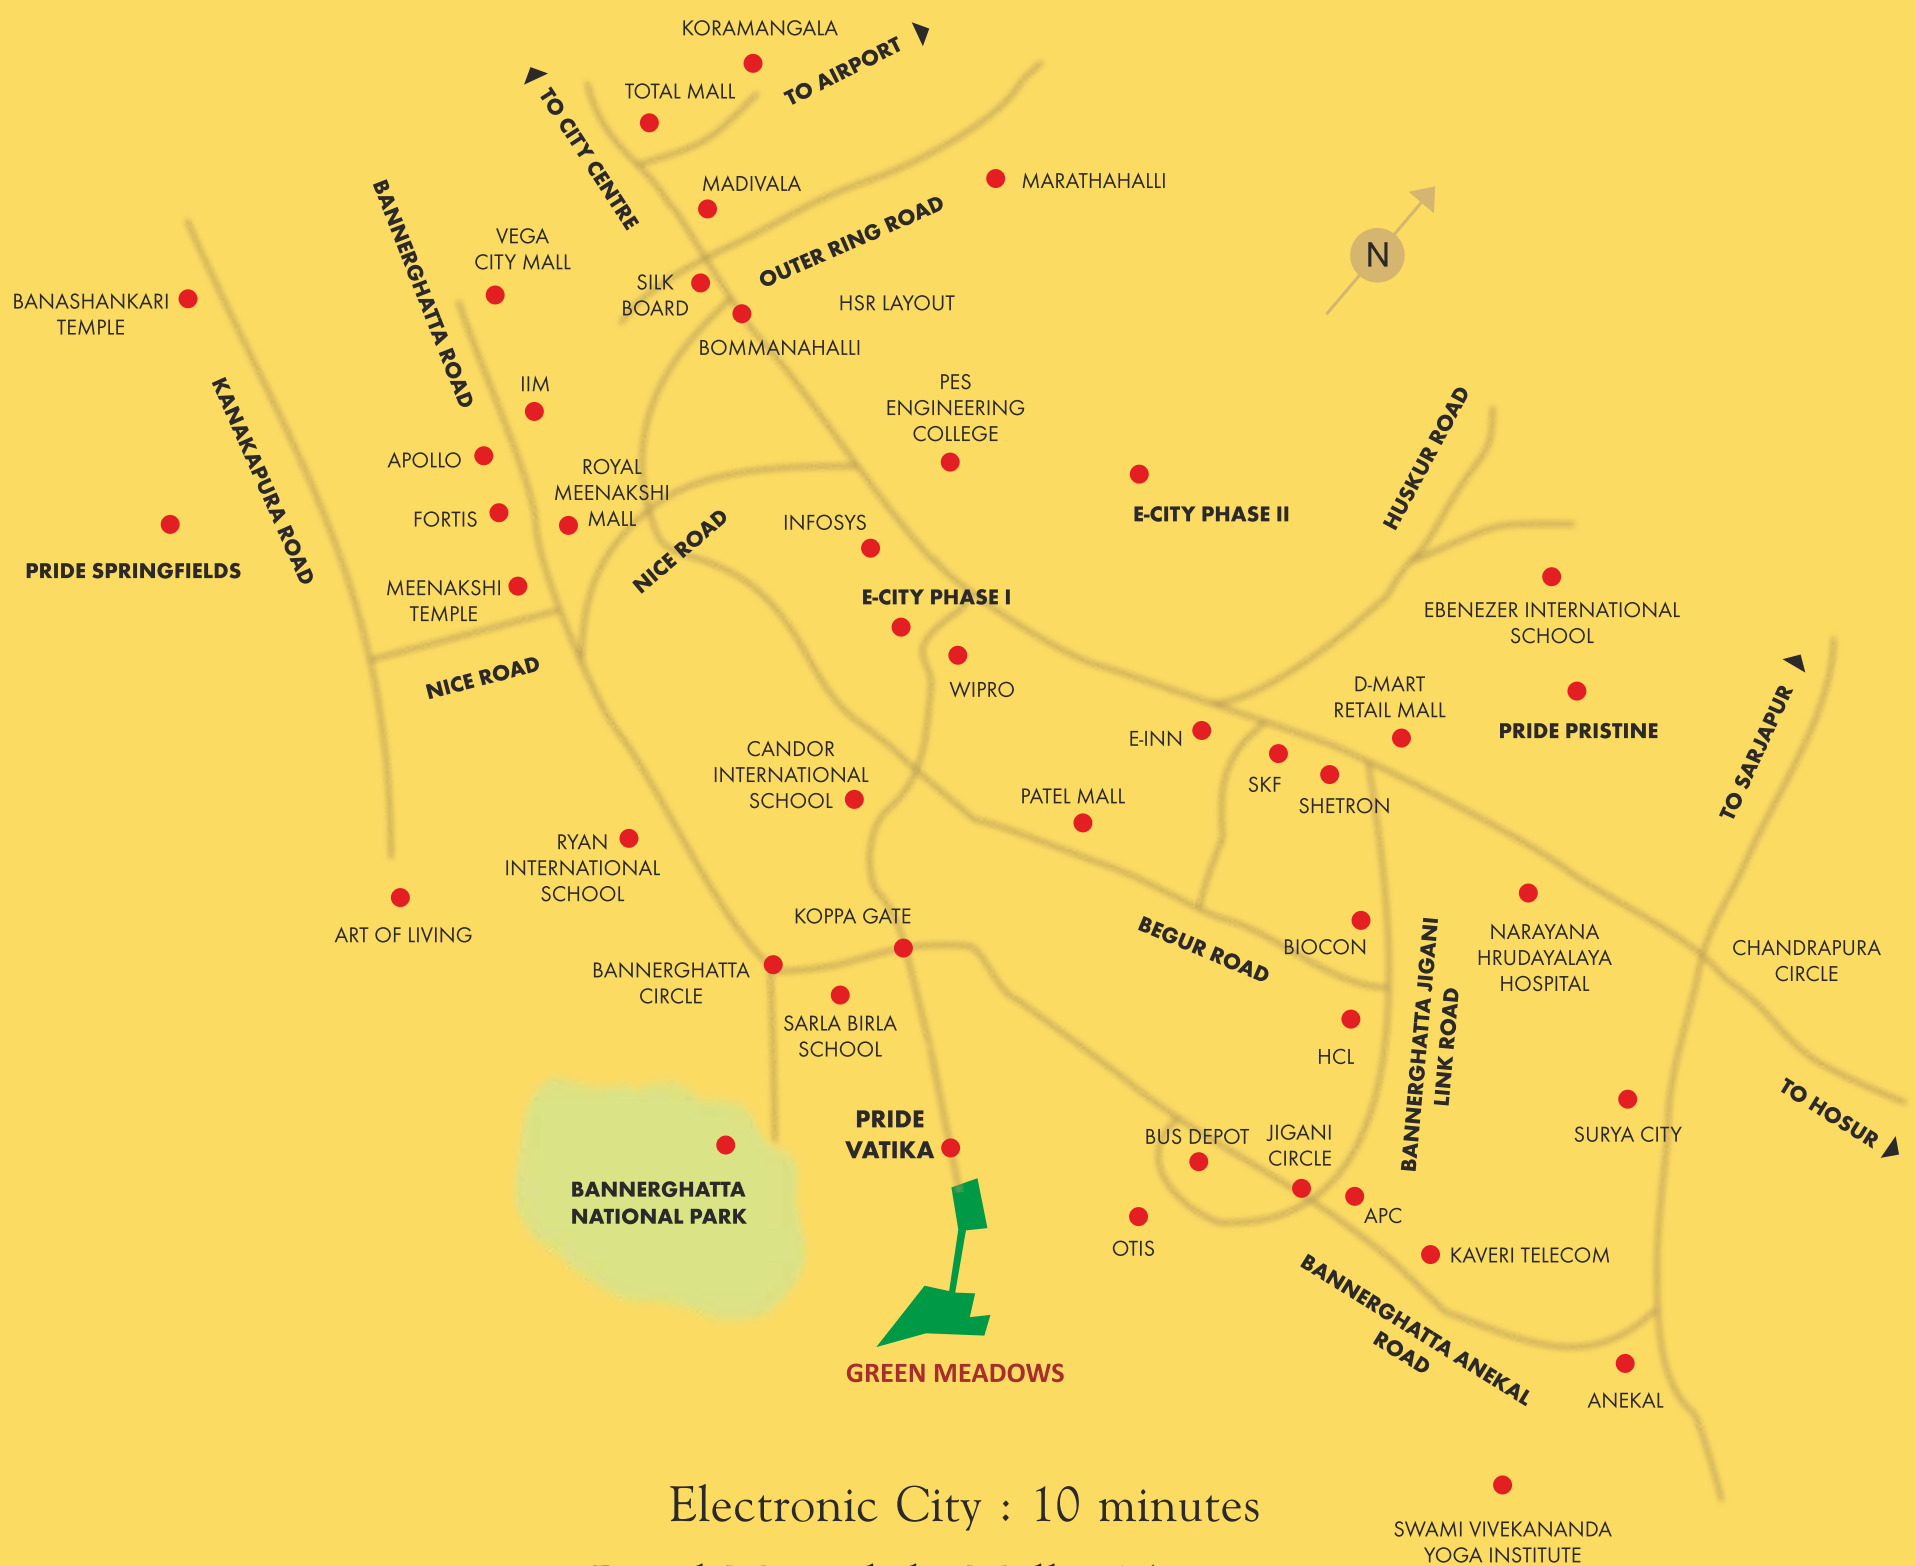 KORAMANGALA
TO AIRPORT
TO CITY CENTRE
TOTAL MALL
MADIVALA
MARATHAHALLI
OUTER RING ROAD
BANNERGHATTA ROAD
VEGA
CITY MALL
SILK
BOARD
HSR LAYOUT
N
BANASHANKARI
TEMPLE
BOMMANAHALLI
KANAKAPURA ROAD
IIM
PES
ENGINEERING
COLLEGE
HUSKUR ROAD
APOLLO
ROYAL
MEENAKSHI
MALL
FORTIS
INFOSYS
E-CITY PHASE II
NICE ROAD
PRIDE SPRINGFIELDS
MEENAKSHI
TEMPLE
E-CITY PHASE I
EBENEZER INTERNATIONAL
SCHOOL
NICE ROAD
WIPRO
D-MART
RETAIL MALL
PRIDE PRISTINE
TO SARJAPUR
E-INN
CANDOR
INTERNATIONAL
SCHOOL
SKF
SHETRON
PATEL MALL
RYAN
INTERNATIONAL
SCHOOL
ART OF LIVING
KOPPA GATE
BEGUR ROAD
BIOCON
BANNERGHATTA JIGANI
LINK ROAD
NARAYANA
HRUDAYALAYA
HOSPITAL
CHANDRAPURA
CIRCLE
BANNERGHATTA
CIRCLE
SARLA BIRLA
SCHOOL
HCL
TO HOSUR
PRIDE
VATIKA
BUS DEPOT
JIGANI
CIRCLE
SURYA CITY
BANNERGHATTA
NATIONAL PARK
APC
OTIS
KAVERI TELECOM
BANNERGHATTA ANEKAL
ROAD
GREEN MEADOWS
ANEKAL
Electronic City : 10 minutes
SWAMI VIVEKANANDA
YOGA INSTITUTE